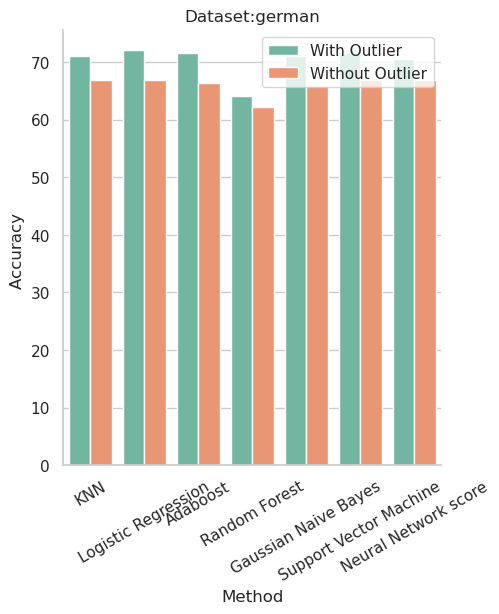 Dataset:german
With Outlier
Without Outlier
Accuracy
70
60
50
40
30
20
10
0
KNN
Logistic Regression
Adaboost
Random Forest
Gaussian Naive Bayes
Support Vector Machine
Neural Network score
Method